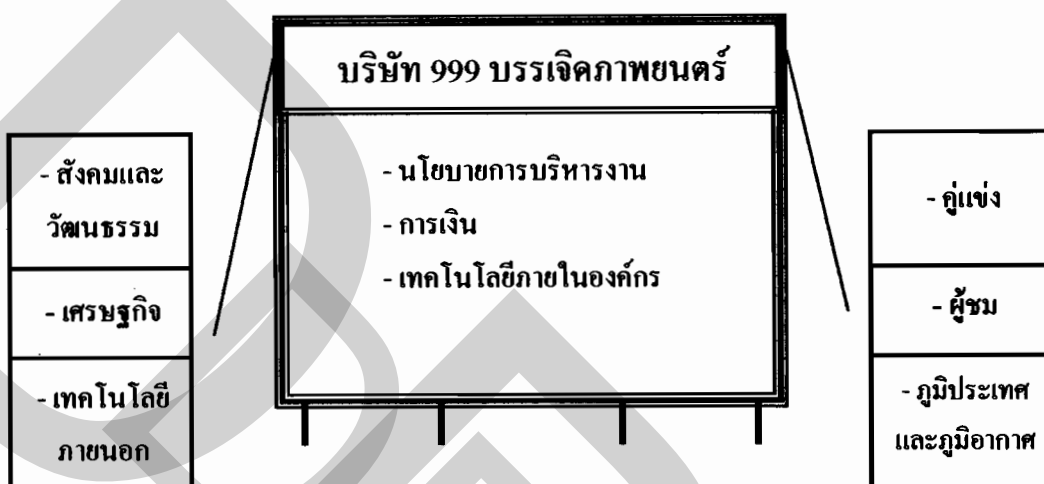 บริษัท 999 บรรเจิดภาพยนตร์
- นโยบายการบริหารงาน
- การเงิน
- เทคโนโลยีภายในองค์กร
- สังคมและ
วัฒนธรรม
- เศรษฐกิจ
- เทคโนโลยี
ภายนอก
- คู่แข่ง
- ผู้ชม
- ภูมิประเทศ
และภูมิอากาศ